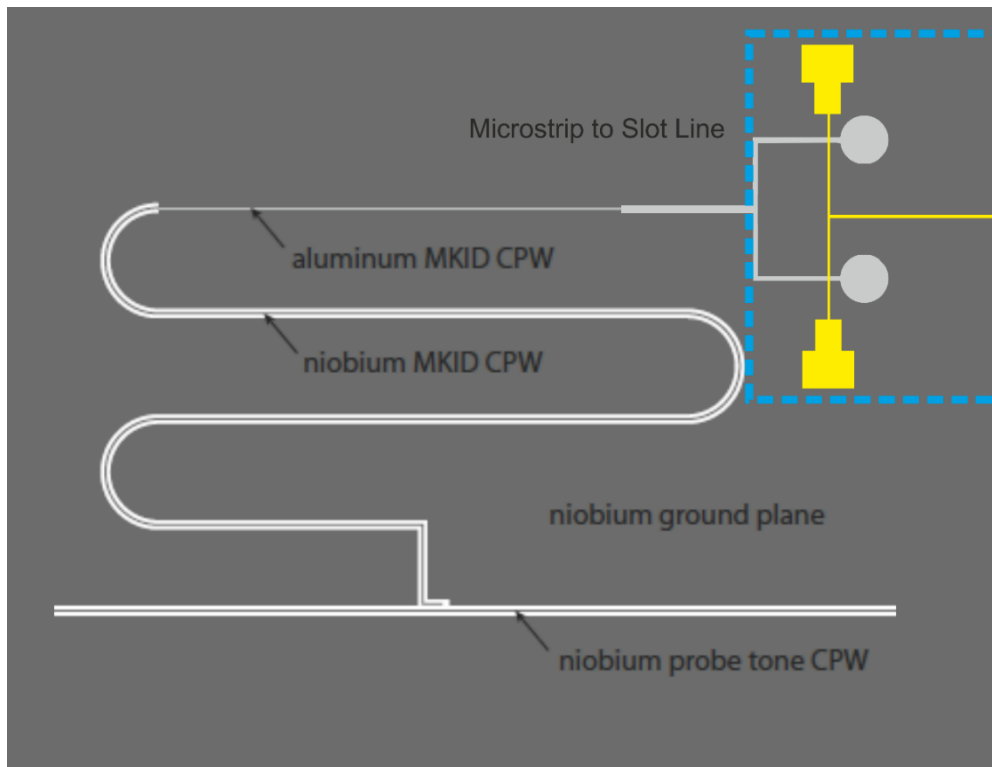 Microstrip to Slot Line
aluminum MKID CPW
niobium MKID CPW
niobium ground plane
niobium probe tone CPW